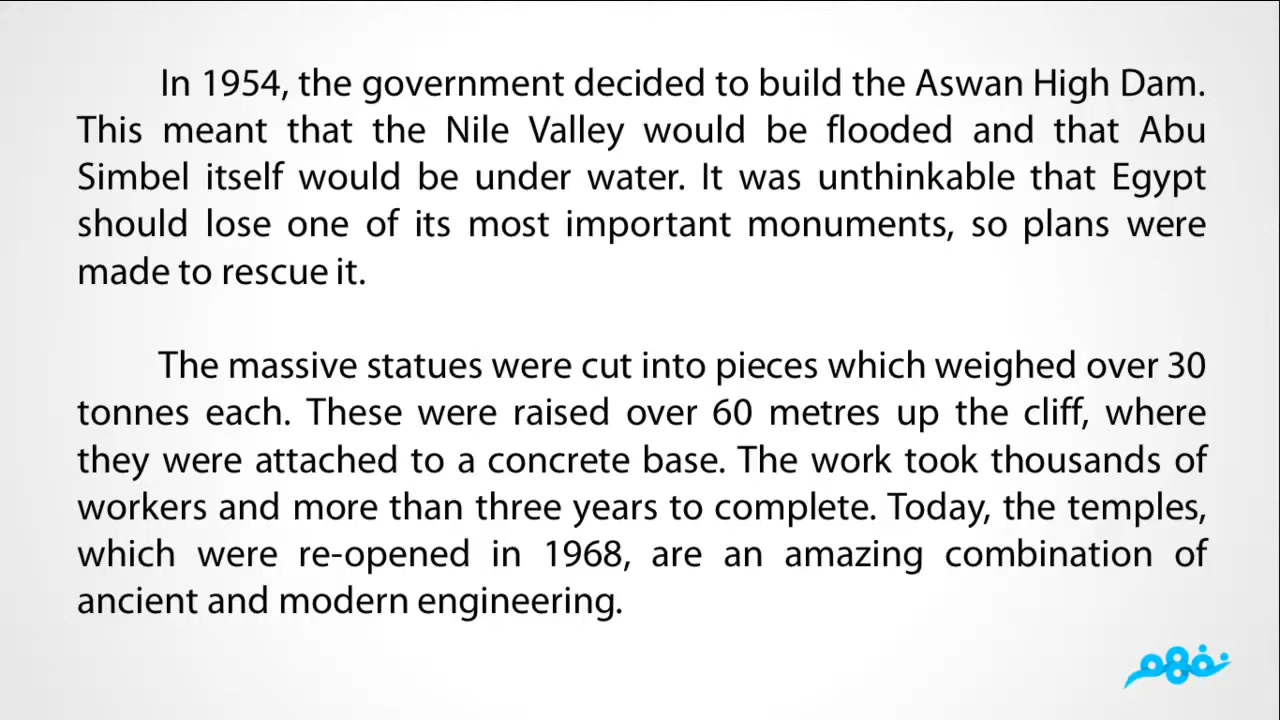 In 1954, the government decided to build the Aswan High Dam.
This meant that the Nile Valley would be flooded and that Abu
Simbel itself would be under water. It was unthinkable that Egypt
should lose one of its most important monuments, so plans were
made to rescue it.
The massive statues were cut into pieces which weighed over 30
tonnes each. These were raised over 60 metres up the cliff, where
they were attached to a concrete base. The work took thousands of
workers and more than three years to complete. Today, the temples,
which were re-opened in 1968, are an amazing combination of
ancient and modern engineering.
نفهم